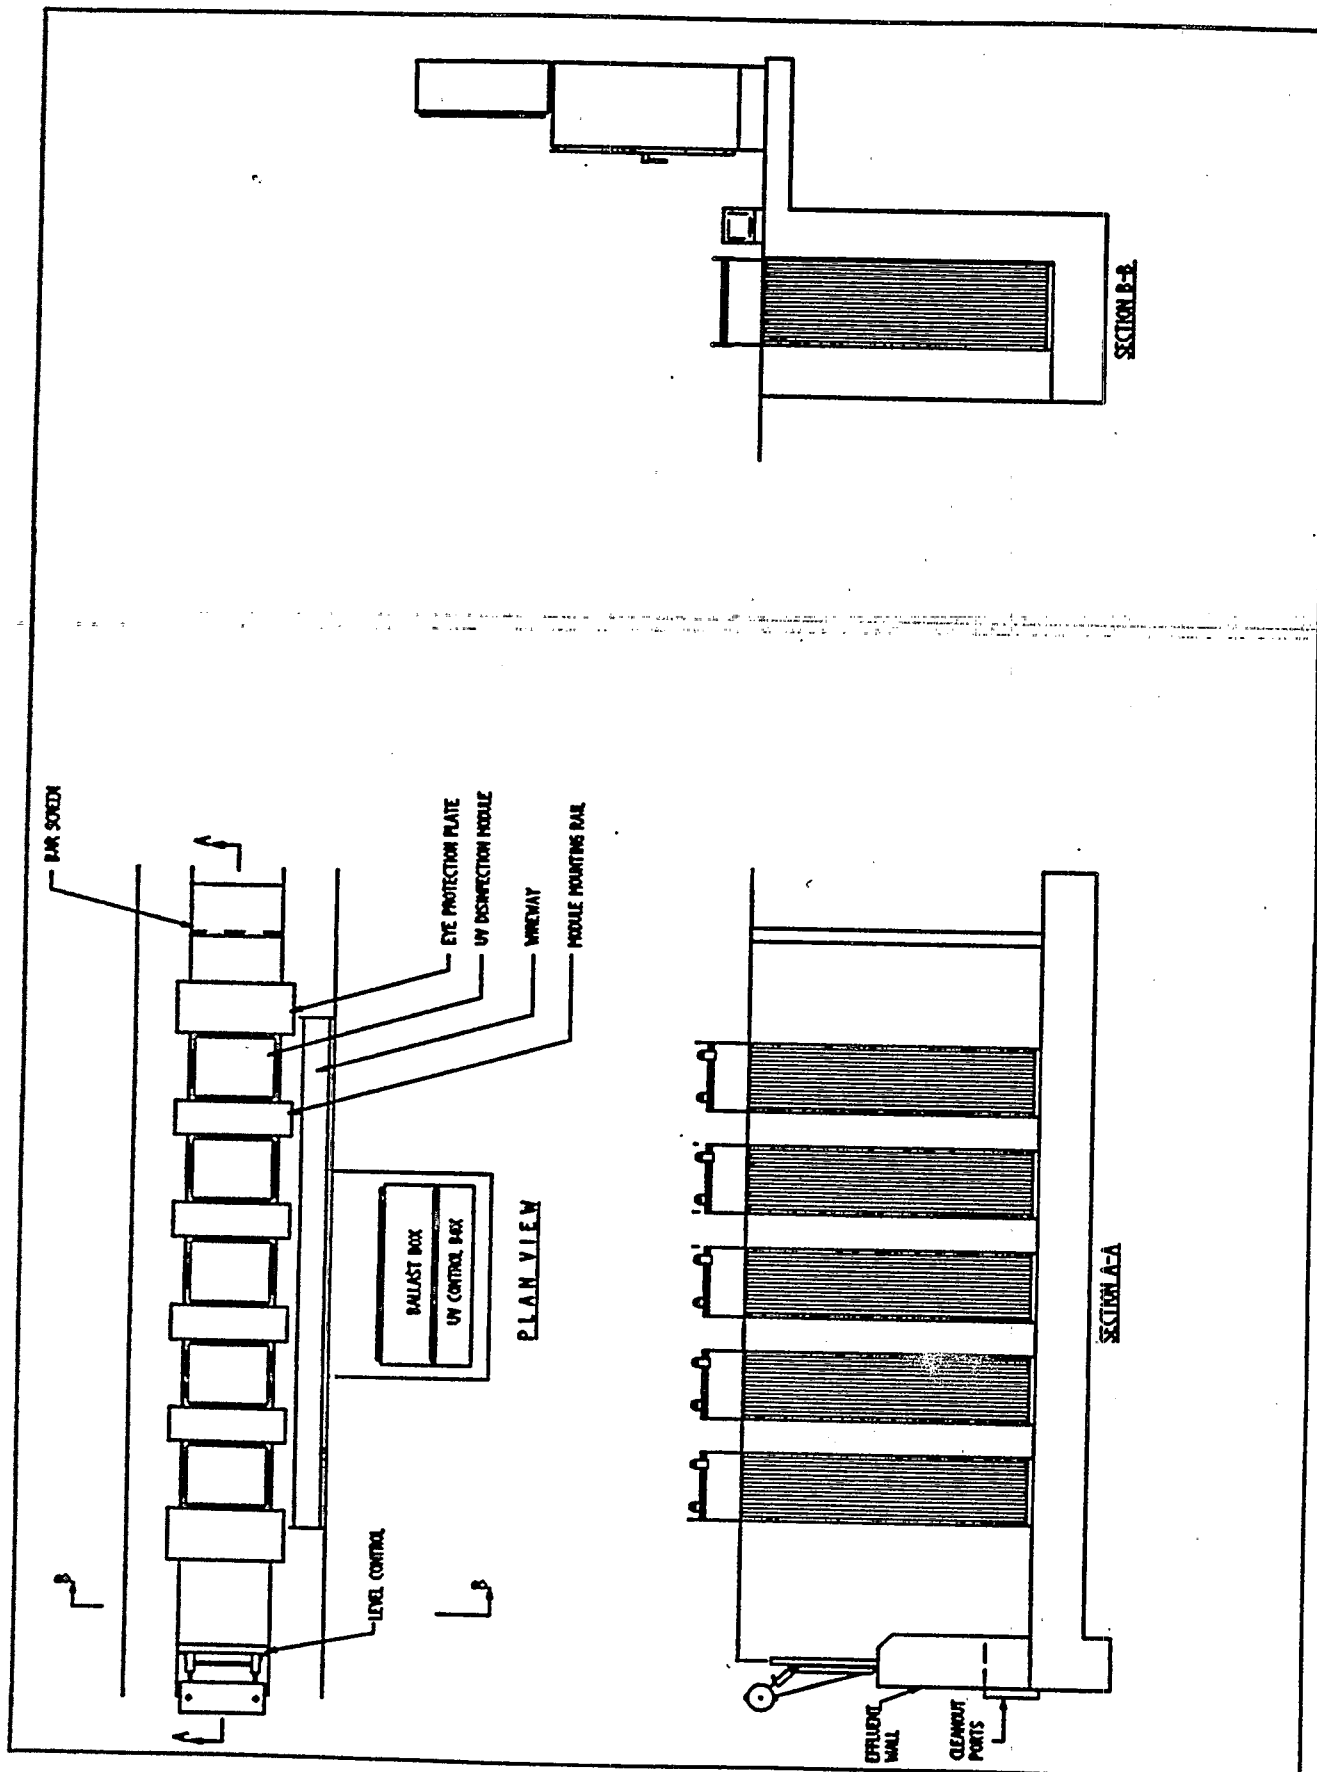 BAR SCREEN
A
EYE PROTECTION PLATE
UV DISINFECTION MODULE
WIREWAY
MODULE MOUNTING RAIL
BALLAST BOX
UV CONTROL BOX
PLAN VIEW
B
B
LEVEL CONTROL
A
SECTION B-B
EFFLUENT
WALL
CLEANOUT
PORTS
SECTION A-A